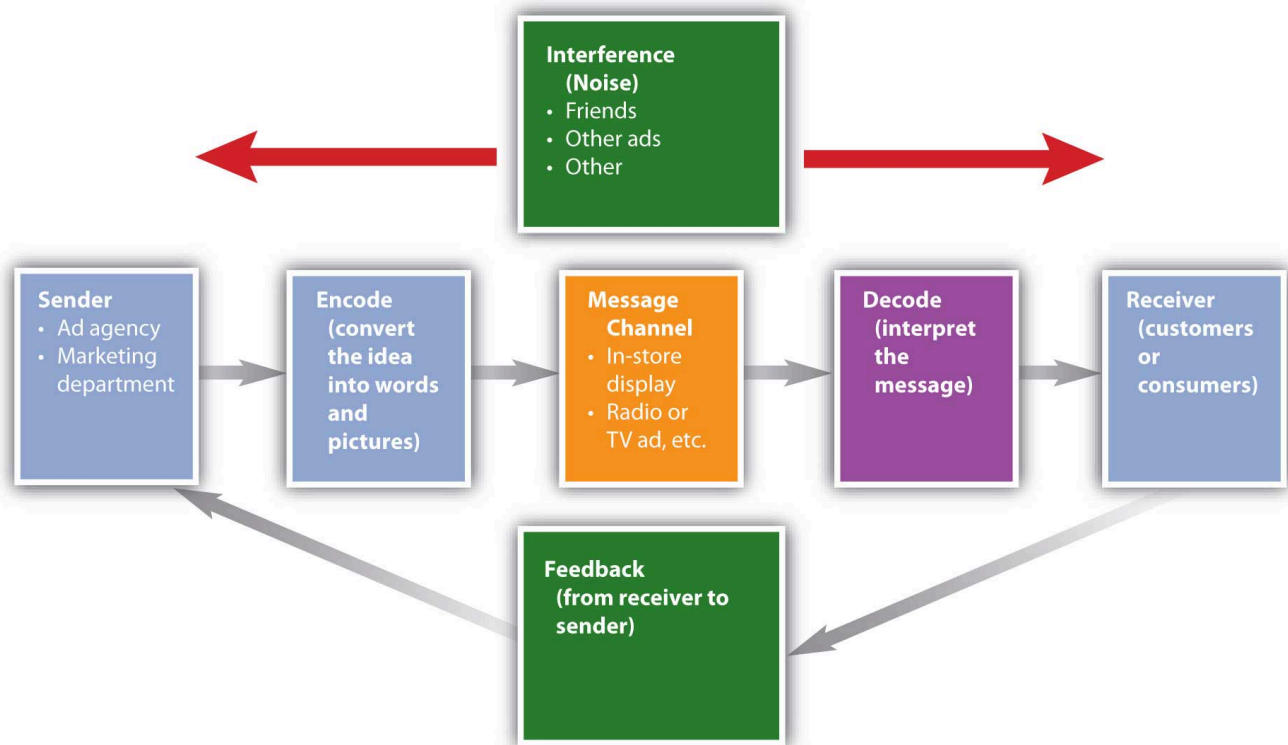 Interference
(Noise)
• Friends
• Other ads
• Other
Sender
• Ad agency
• Marketing
department
Encode
(convert
the idea
into words
and
pictures)
Message
Channel
• In-store
display
• Radio or
TV ad, etc.
Decode
(interpret
the
message)
Receiver
(customers
or
consumers)
Feedback
(from receiver to
sender)